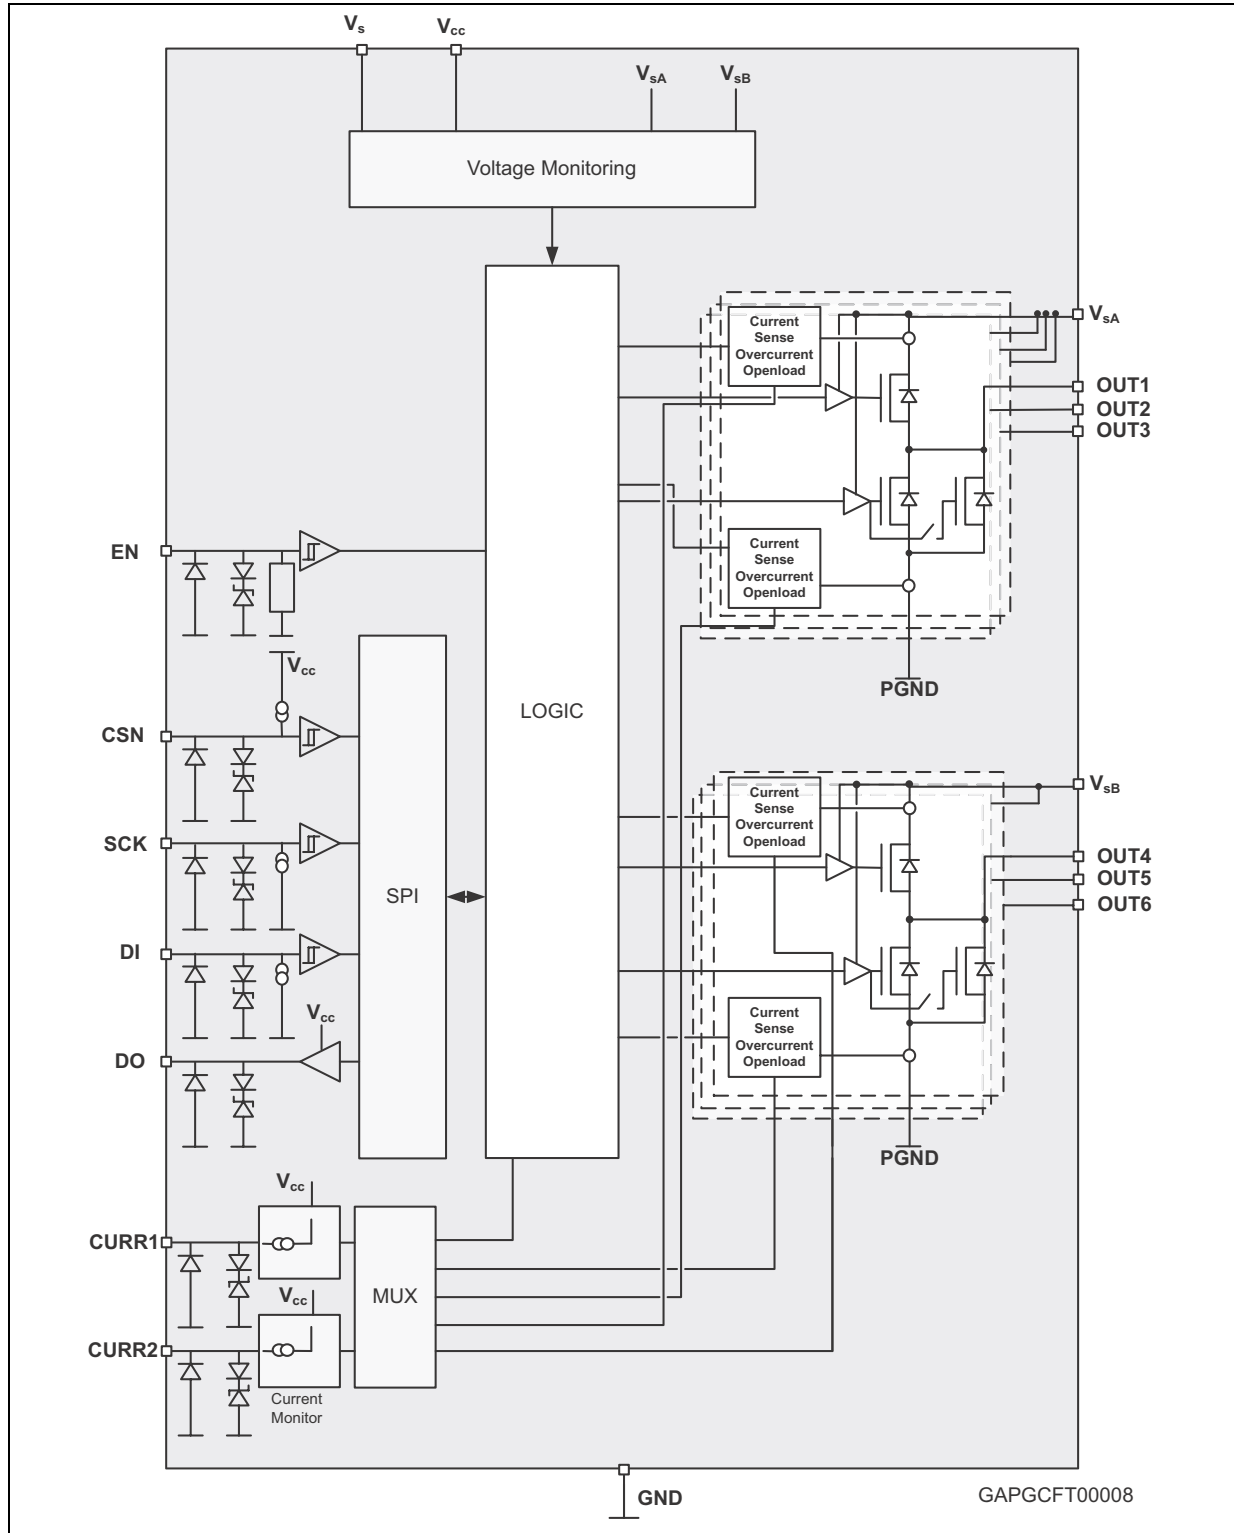 Vs
Vcc
VsA
VsB
Voltage Monitoring
Current
Sense
Overcurrent
Openload
VsA
OUT1
OUT2
OUT3
EN
Current
Sense
Overcurrent
Openload
Vcc
PGND
LOGIC
CSN
VsB
Current
Sense
Overcurrent
Openload
SCK
OUT4
OUT5
SPI
OUT6
DI
Vcc
Current
Sense
Overcurrent
Openload
DO
PGND
Vcc
CURR1
Vcc
MUX
CURR2
Current
Monitor
GND
GAPGCFT00008